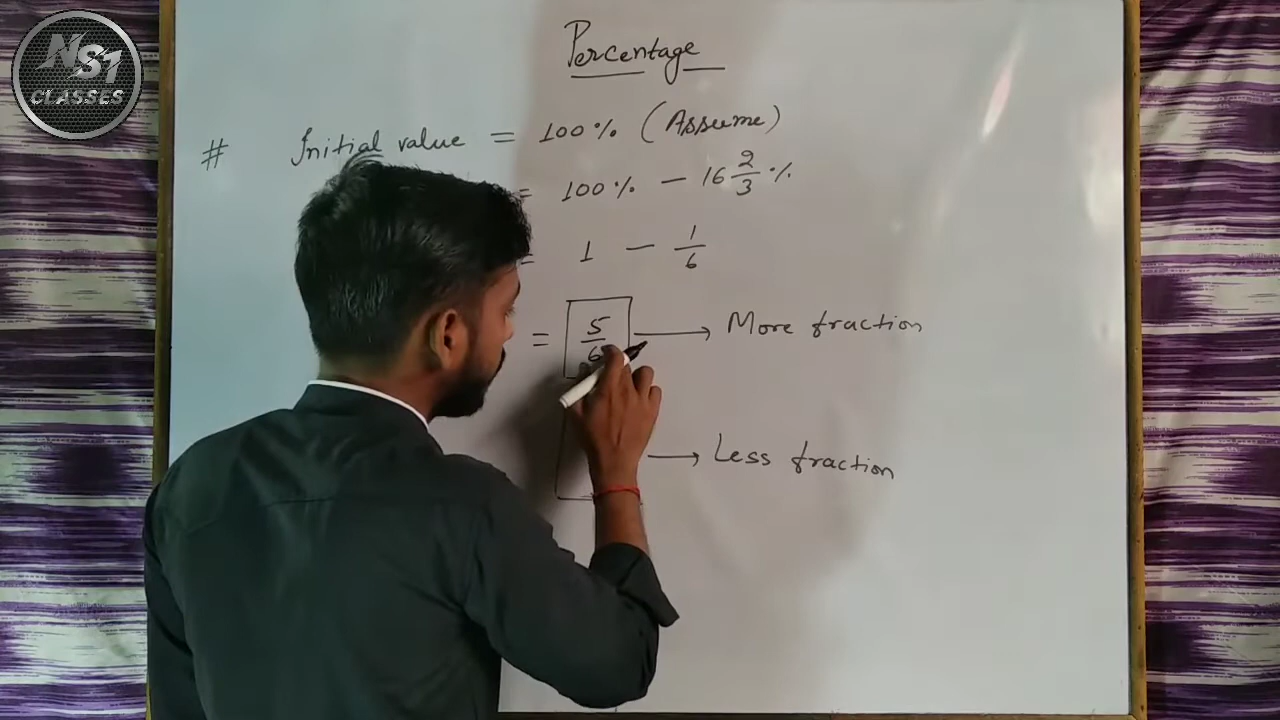 NS1
CLASSES
Percentage
# Initial value = 100% (Assume)
= 100% - 16 2/3 %
= 1 - 1/6
= 5/6 → More fraction
→ Less fraction